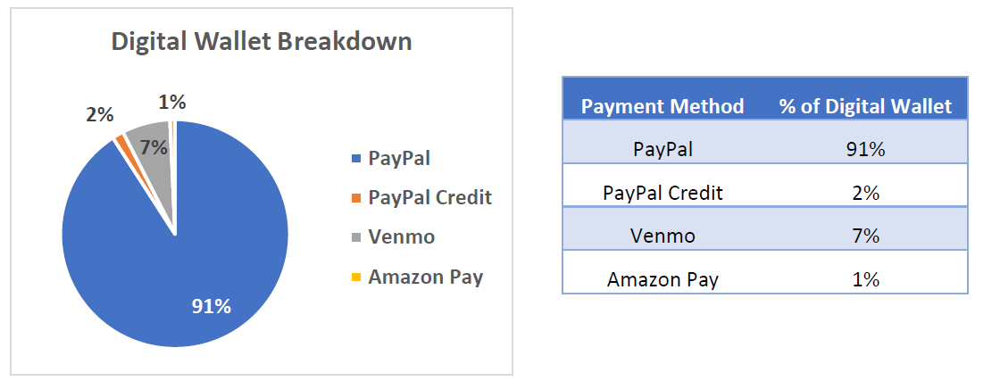 Digital Wallet Breakdown
1%
2%
7%
91%
PayPal
PayPal Credit
Venmo
Amazon Pay
Payment Method % of Digital Wallet
PayPal 91%
PayPal Credit 2%
Venmo 7%
Amazon Pay 1%